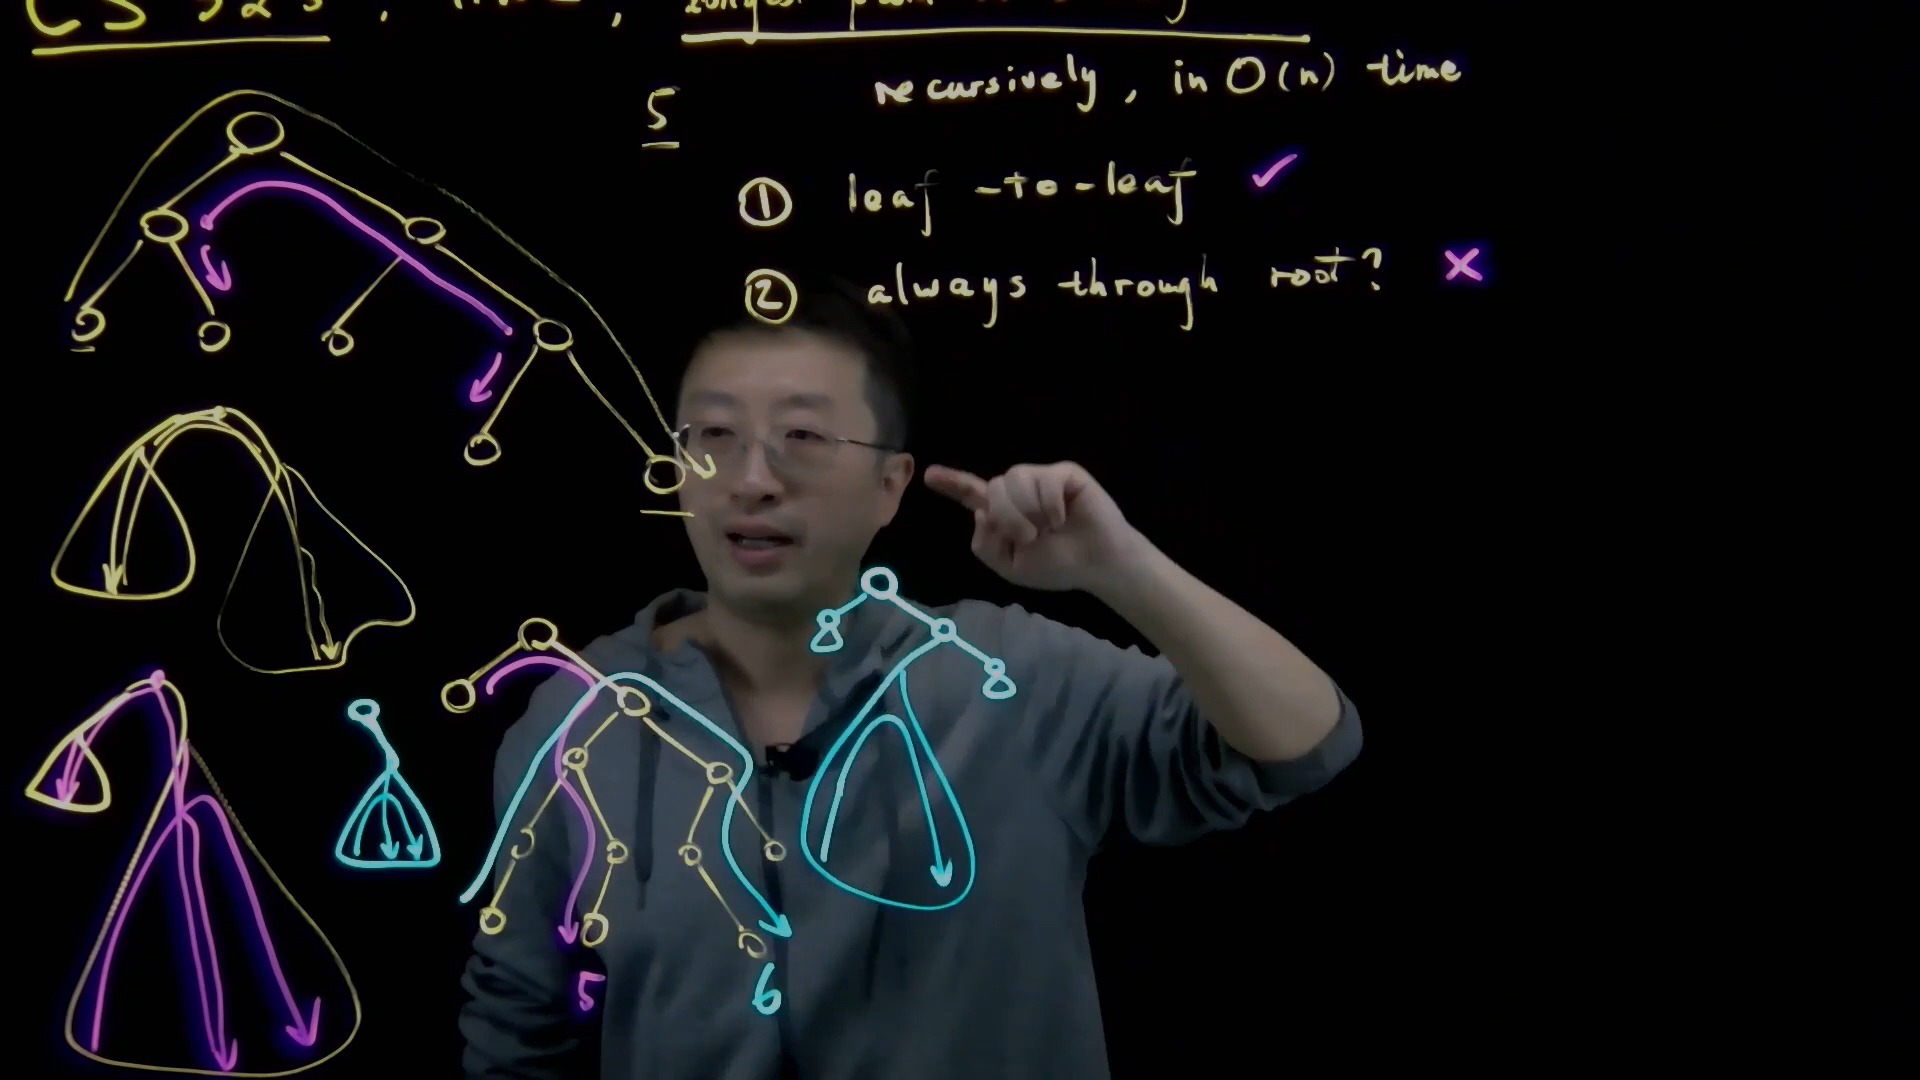 recursively, in O(n) time
5
① leaf-to-leaf ✓
② always through root? ×
5
6